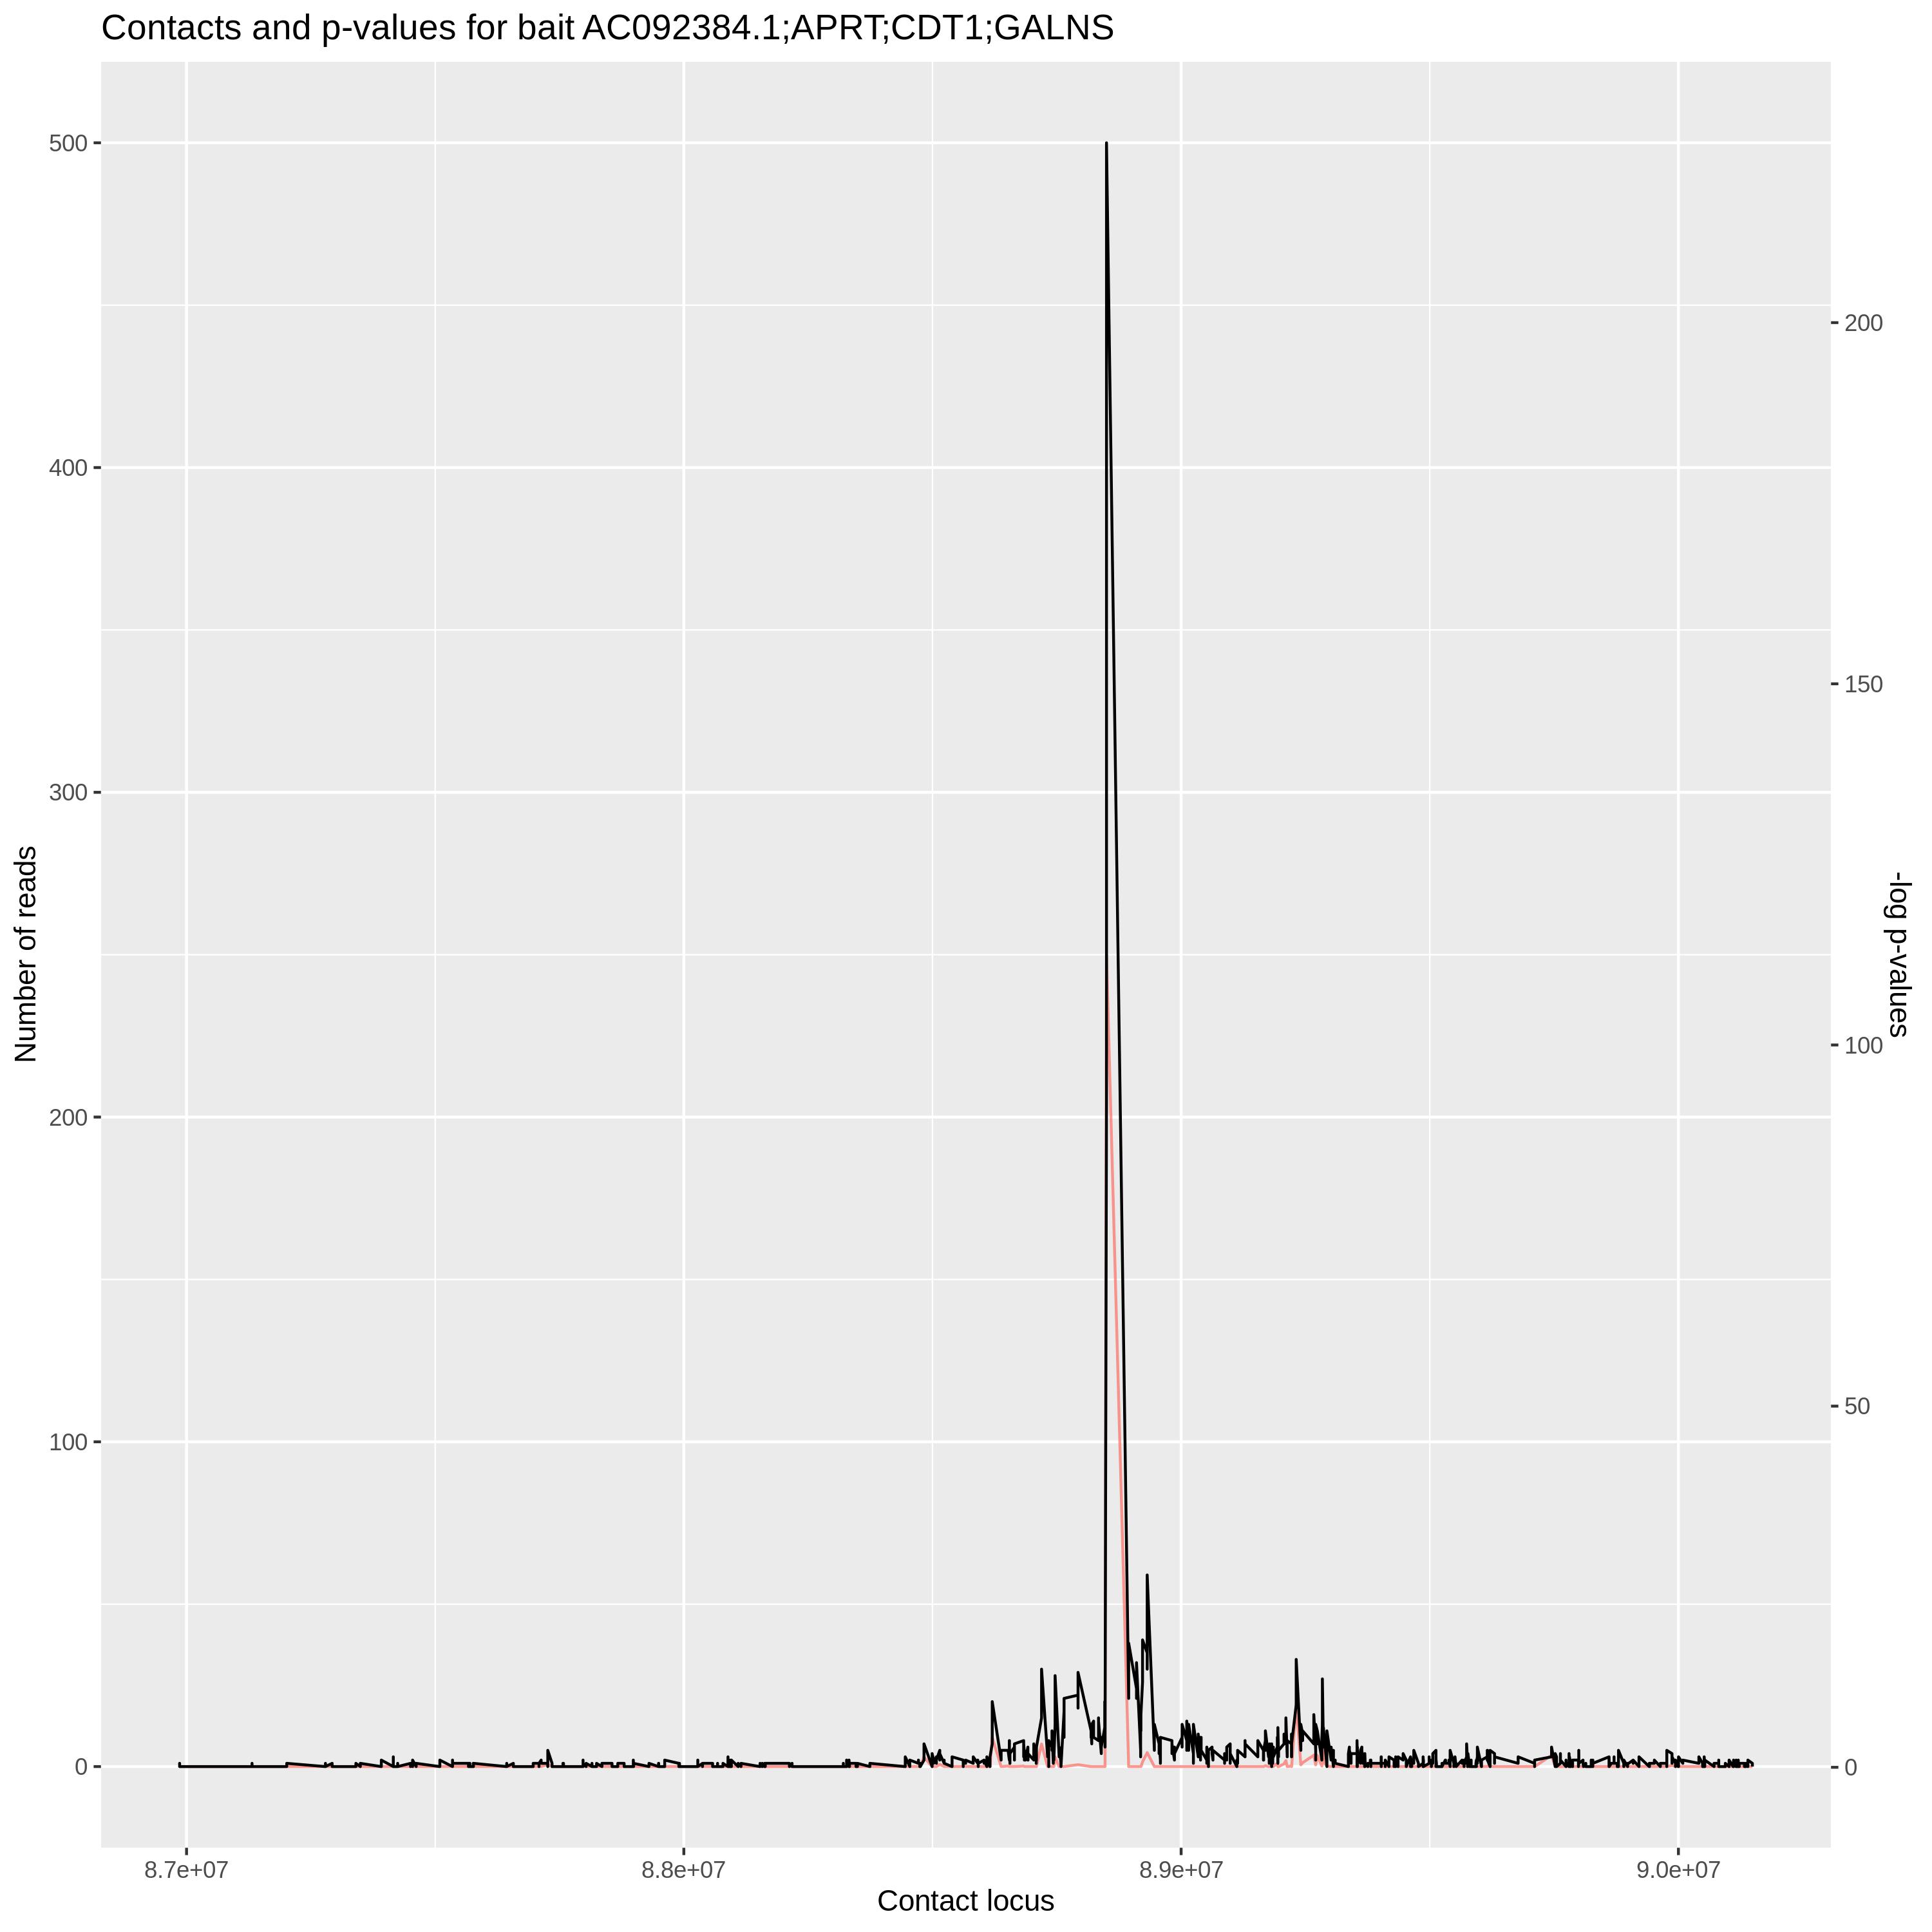 Contacts and p-values for bait AC092384.1;APRT;CDT1;GALNS
500
400
300
200
100
0
Number of reads
200
150
100
50
0
-log p-values
8.7e+07
8.8e+07
8.9e+07
9.0e+07
Contact locus